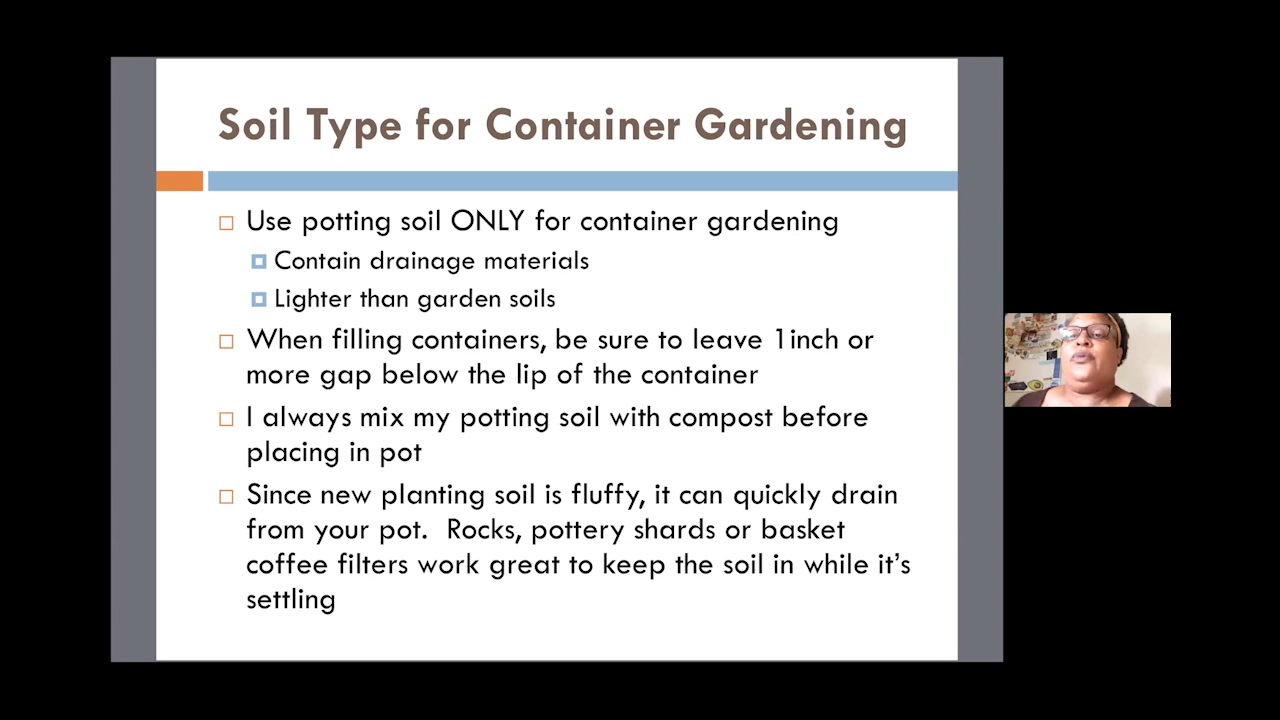 Soil Type for Container Gardening
Use potting soil ONLY for container gardening
Contain drainage materials
Lighter than garden soils
When filling containers, be sure to leave 1inch or
more gap below the lip of the container
I always mix my potting soil with compost before
placing in pot
Since new planting soil is fluffy, it can quickly drain
from your pot.  Rocks, pottery shards or basket
coffee filters work great to keep the soil in while it’s
settling